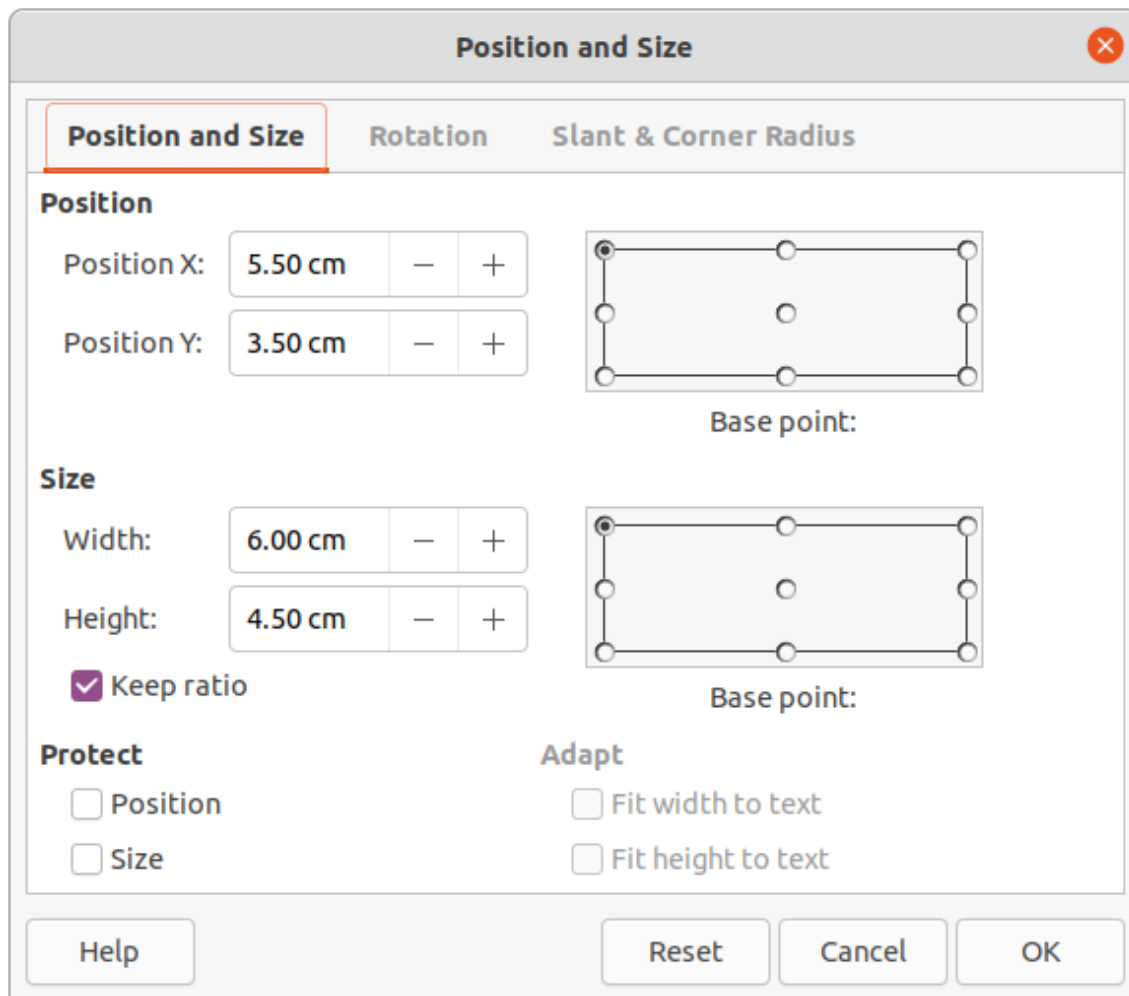 Position and Size
Position and Size Rotation Slant & Corner Radius
Position
Position X: 5.50 cm
Position Y: 3.50 cm
Base point:
Size
Width: 6.00 cm
Height: 4.50 cm
Keep ratio
Base point:
Protect Adapt
Position Fit width to text
Size Fit height to text
Help Reset Cancel OK